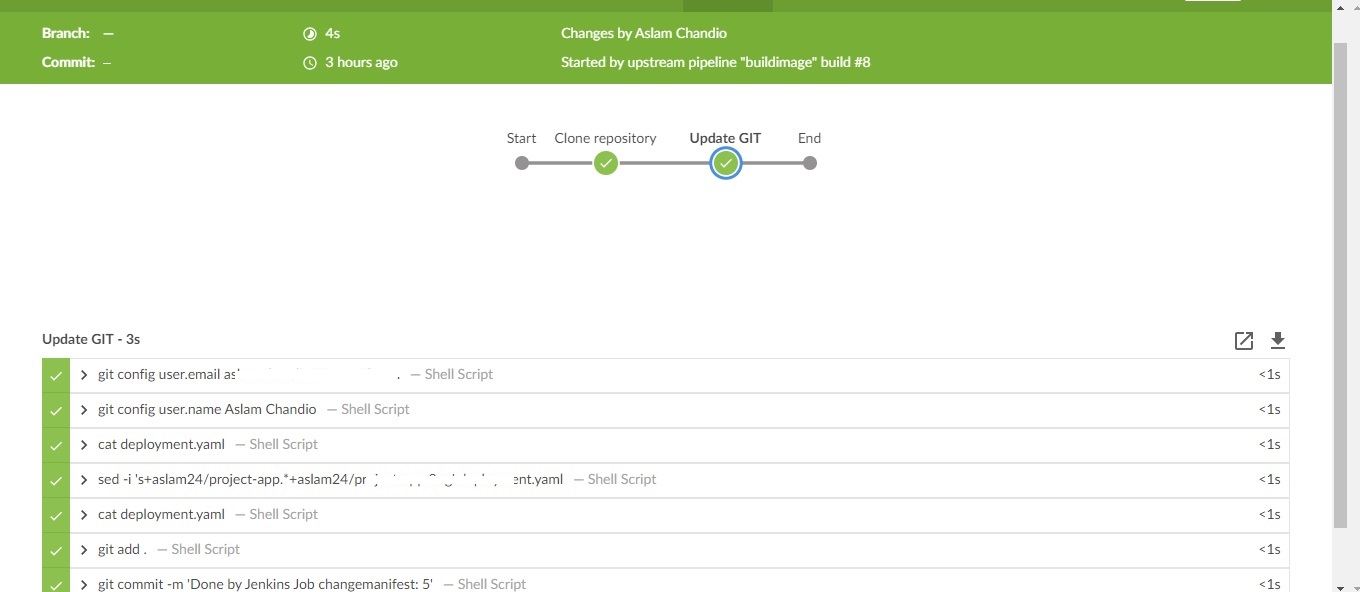 Branch: — 4s Changes by Aslam Chandio
Commit: – 3 hours ago Started by upstream pipeline "buildimage" build #8
Start Clone repository Update GIT End
Update GIT - 3s
git config user.email as — Shell Script <1s
git config user.name Aslam Chandio — Shell Script <1s
cat deployment.yaml — Shell Script <1s
sed -i 's+aslam24/project-app.*+aslam24/pr ent.yaml — Shell Script <1s
cat deployment.yaml — Shell Script <1s
git add . — Shell Script <1s
git commit -m 'Done by Jenkins Job changemanifest: 5' — Shell Script <1s